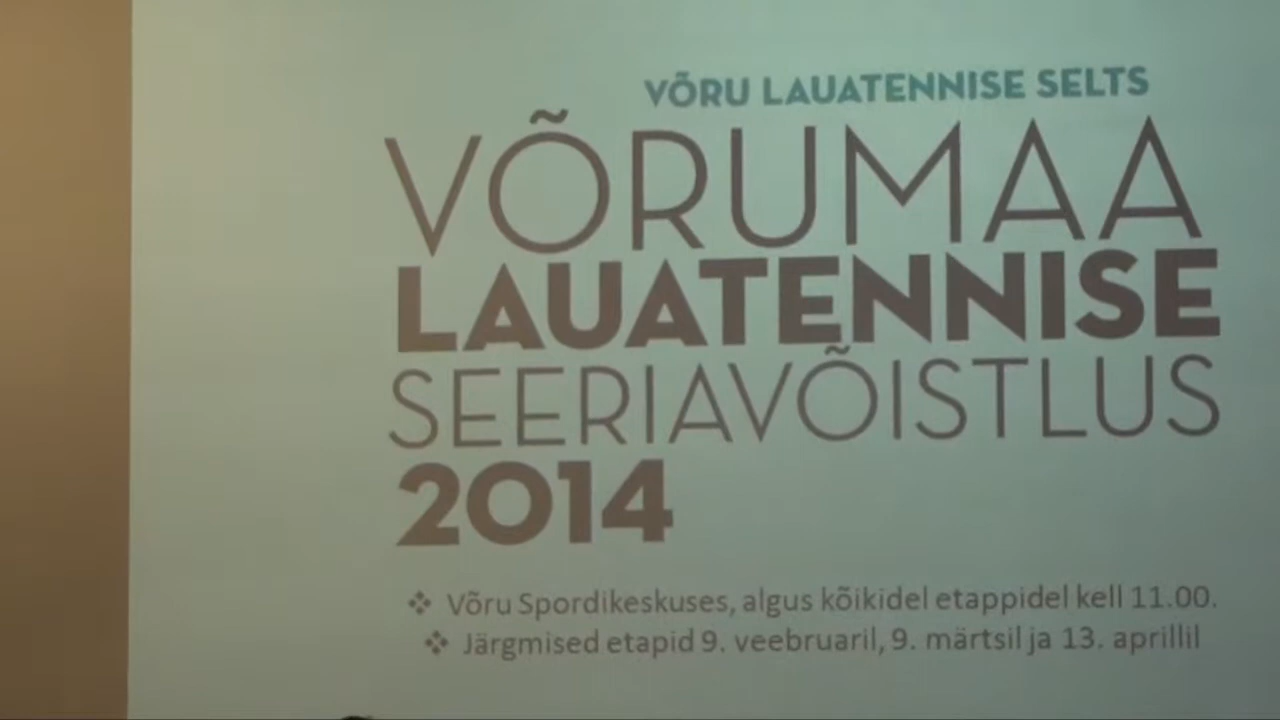 VÕRU LAUATENNISE SELTS
VÕRUMAA
LAUATENNISE
SEERIAVÕISTLUS
2014
❖ Võru Spordikeskuses, algus kõikidel etappidel kell 11.00.
❖ Järgmised etapid 9. veebruaril, 9. märtsil ja 13. aprillil